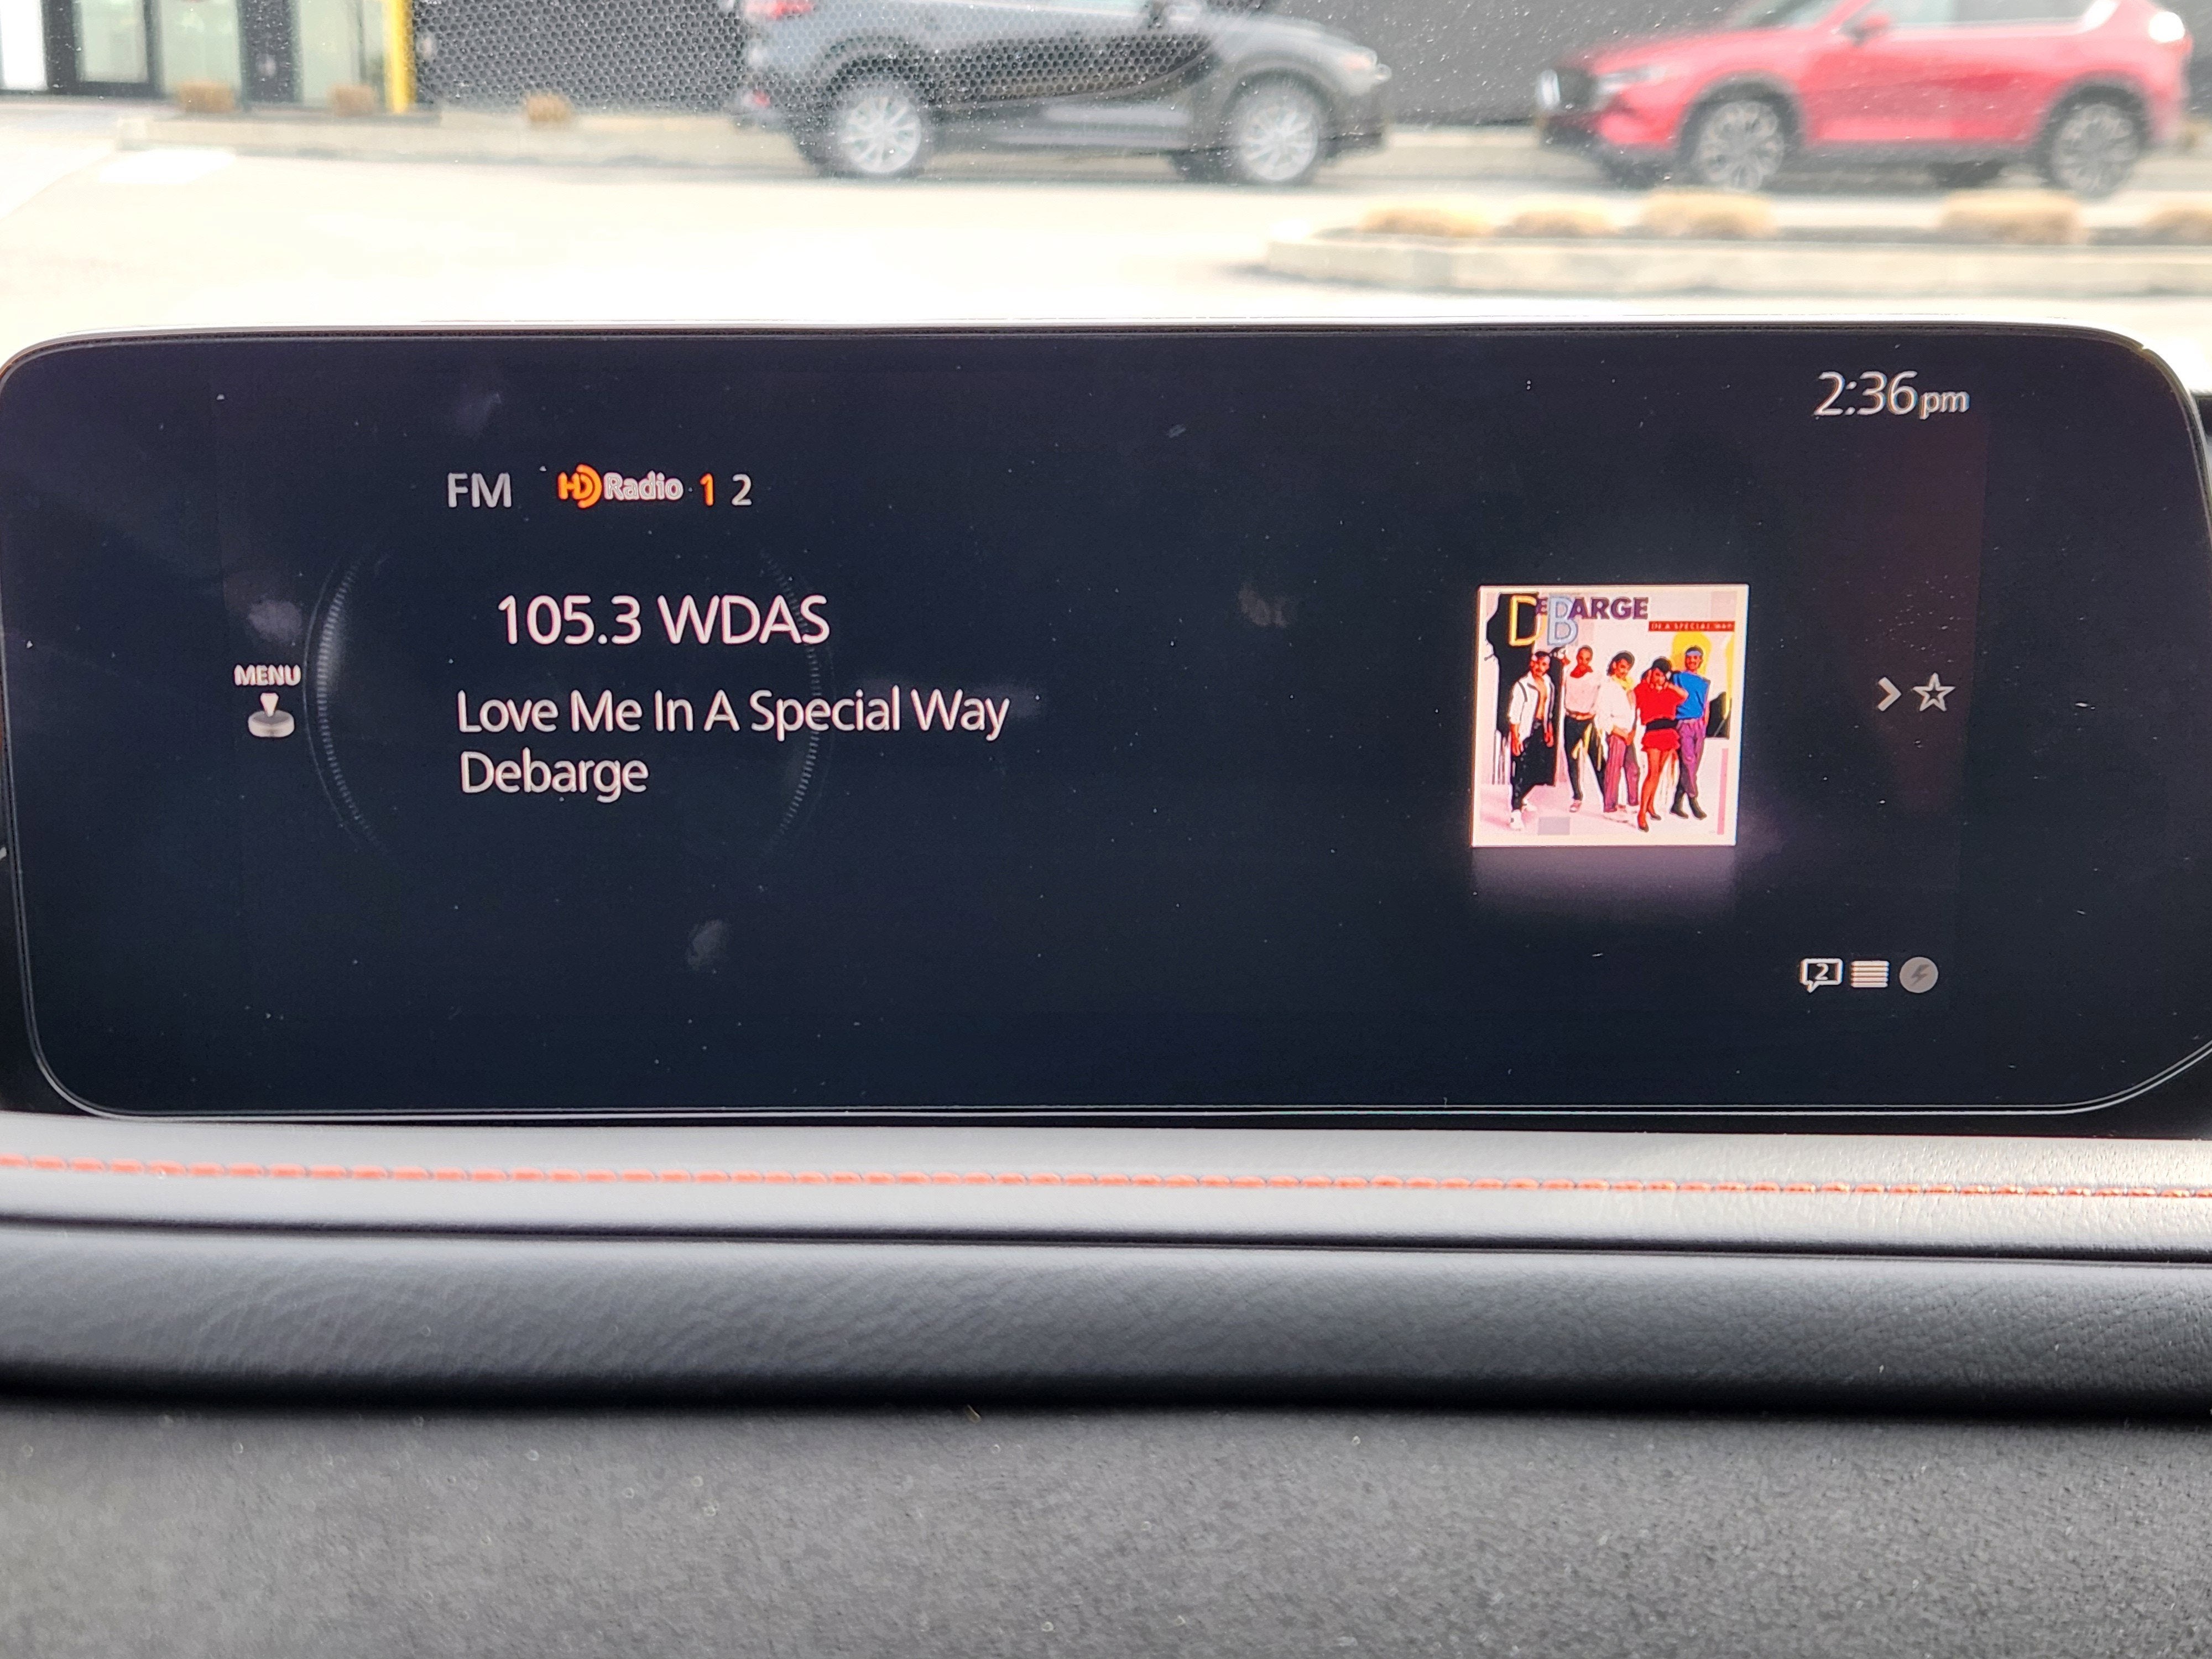 2:36pm
FM HD Radio 1 2
105.3 WDAS
MENU
Love Me In A Special Way
Debarge
DEBARGE
IN A SPECIAL WAY
2